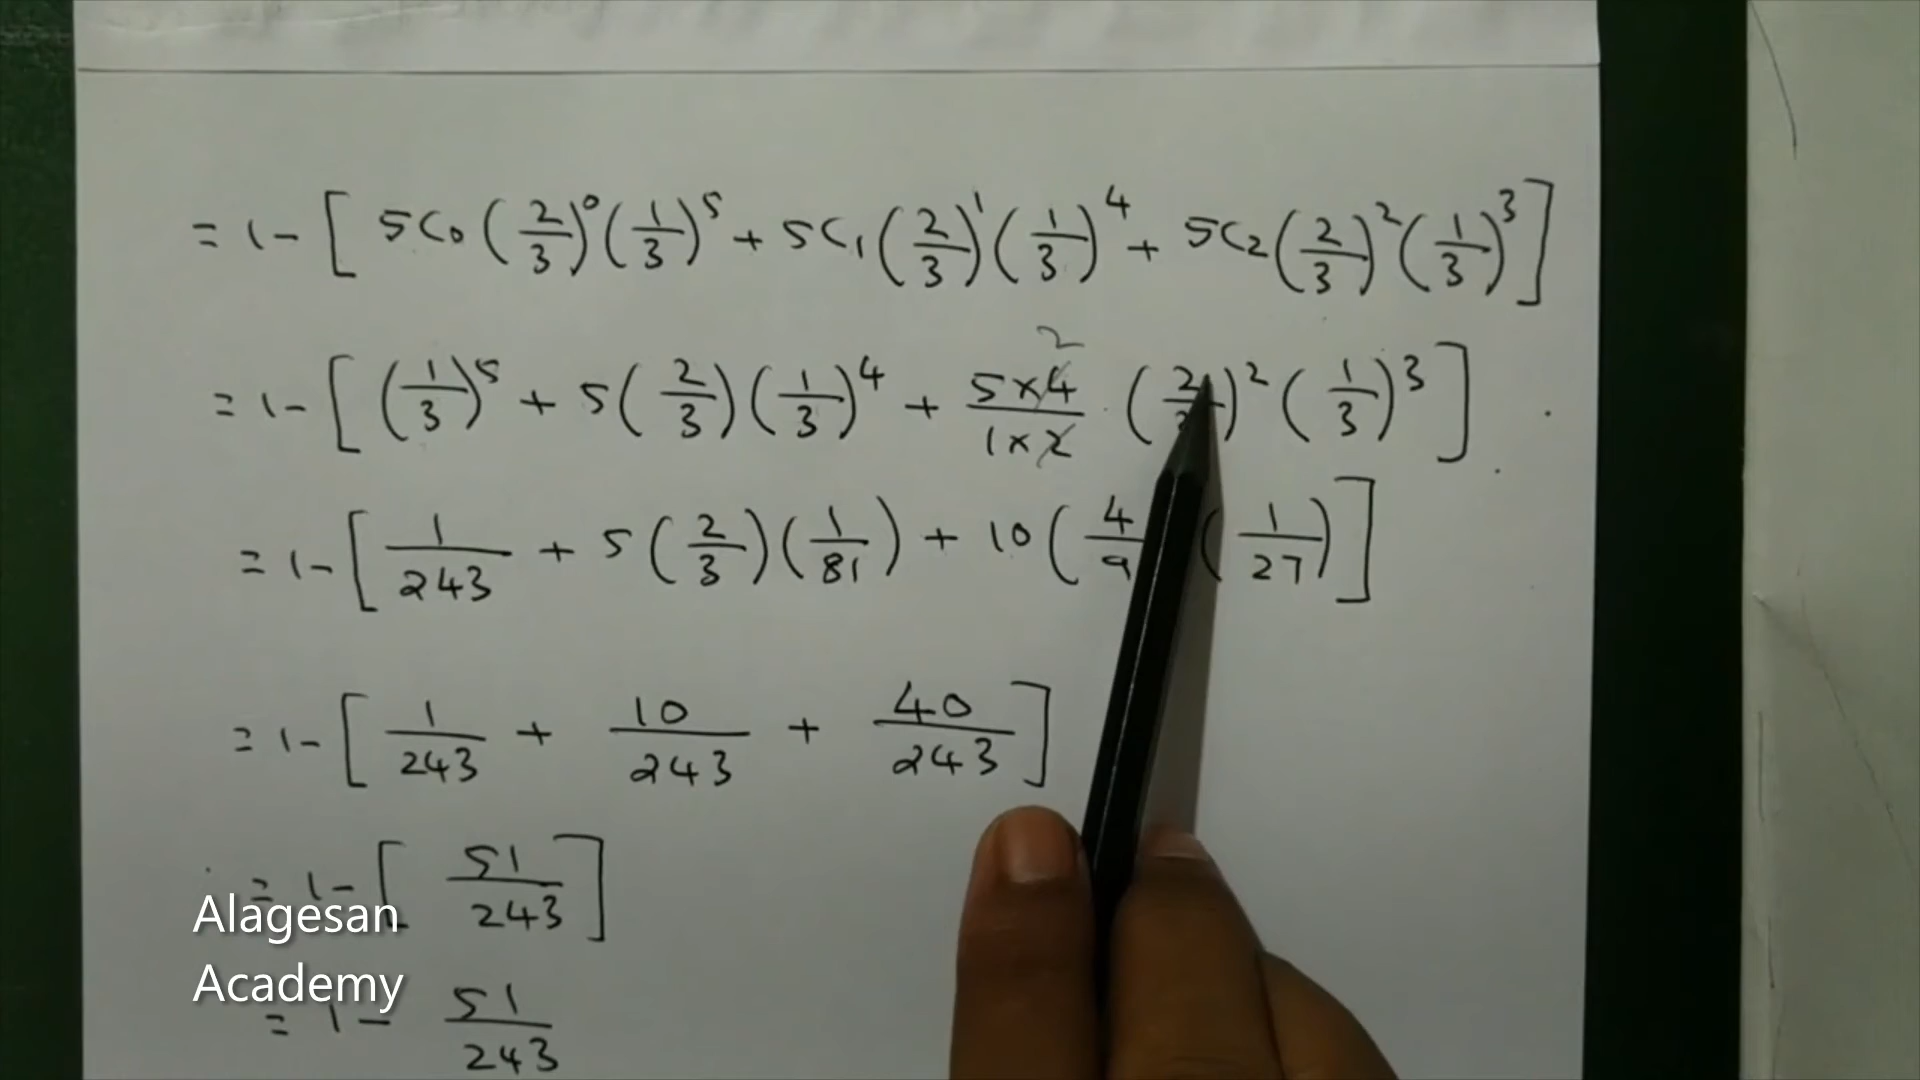 = 1 - [ 5C₀ (2/3)⁰ (1/3)⁵ + 5C₁ (2/3)¹ (1/3)⁴ + 5C₂ (2/3)² (1/3)³ ]
= 1 - [ (1/3)⁵ + 5 (2/3) (1/3)⁴ + 5×4/1×2 2 (2/3)² (1/3)³ ]
= 1 - [ 1/243 + 5 (2/3) (1/81) + 10 (4/9) (1/27) ]
= 1 - [ 1/243 + 10/243 + 40/243 ]
= 1 - [ 51/243 ]
= 1 - 51/243
Alagesan
Academy